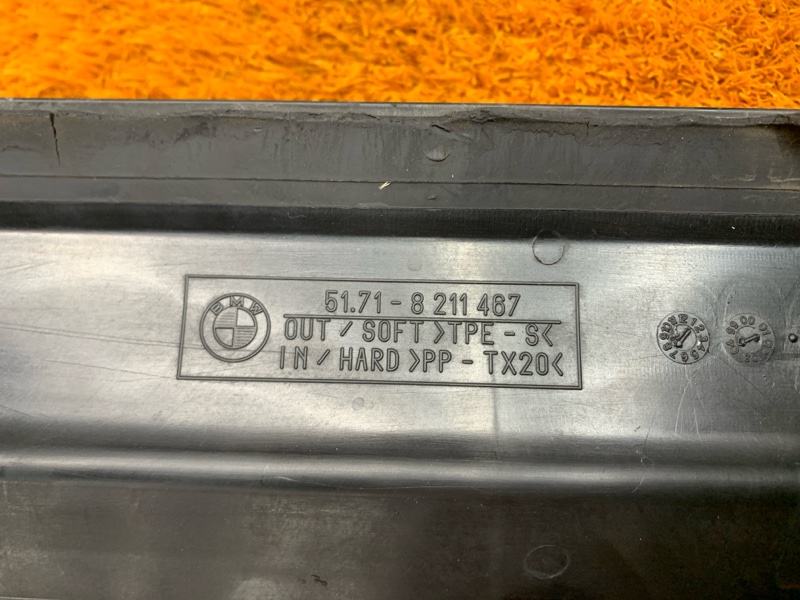 BMW
51.71 - 8 211 467
OUT / SOFT >TPE - S<
IN / HARD >PP - TX20<